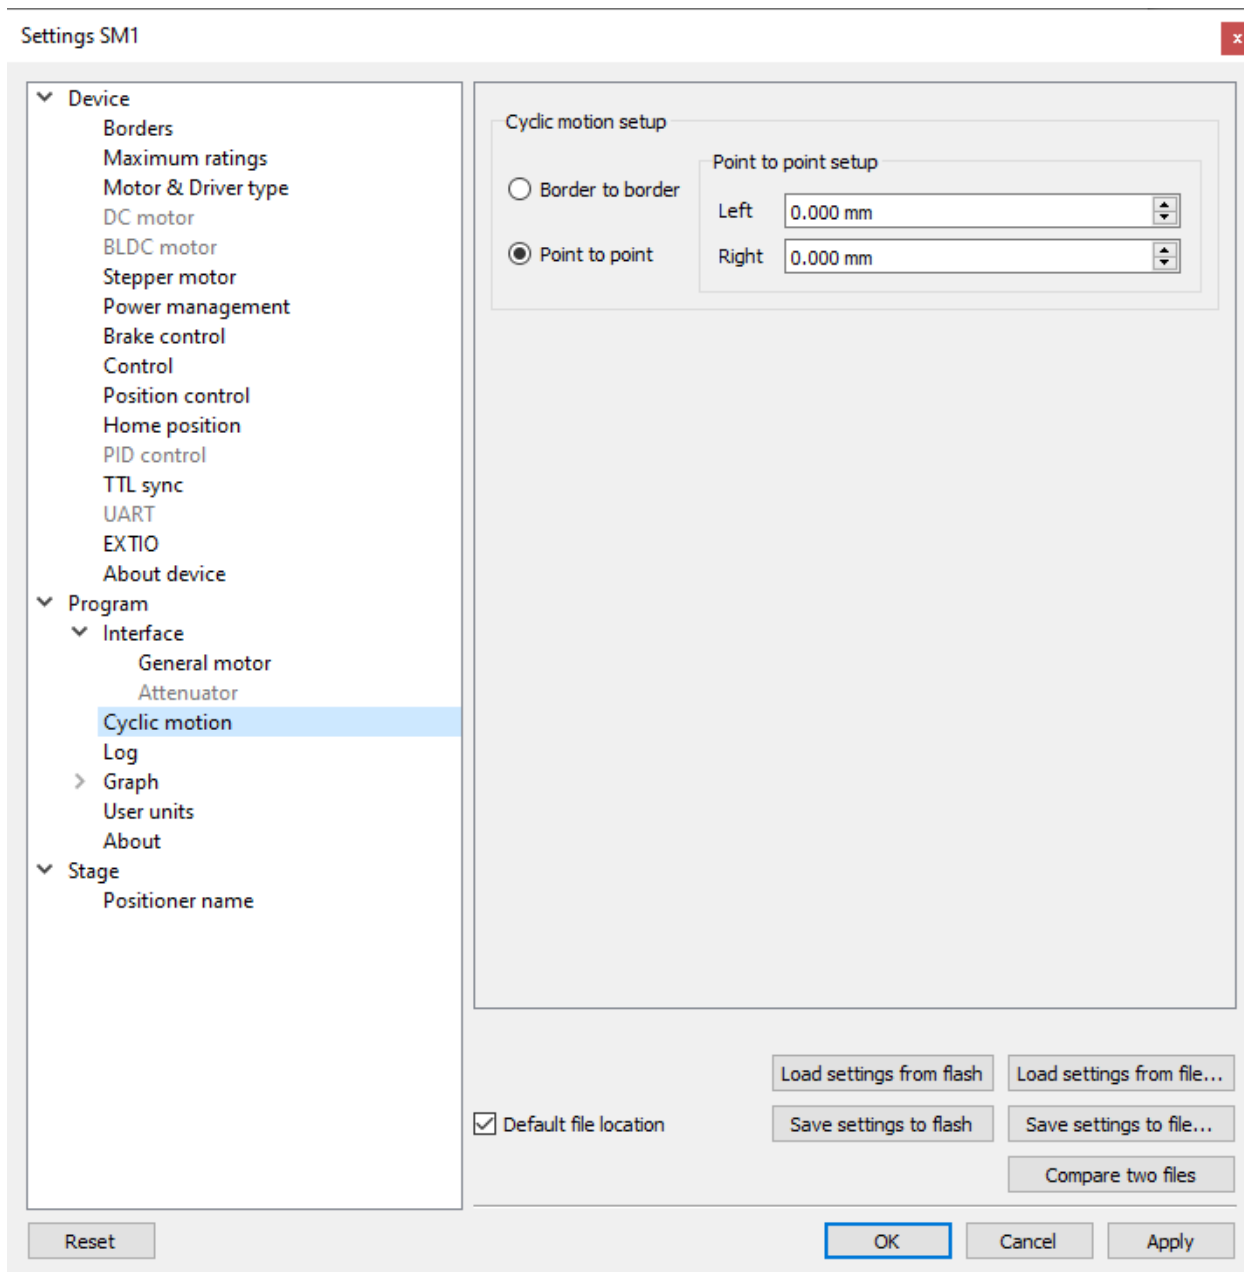 Settings SM1
x
Device
Borders
Maximum ratings
Motor & Driver type
DC motor
BLDC motor
Stepper motor
Power management
Brake control
Control
Position control
Home position
PID control
TTL sync
UART
EXTIO
About device
Program
Interface
General motor
Attenuator
Cyclic motion
Log
Graph
User units
About
Stage
Positioner name
Cyclic motion setup
Border to border
Point to point
Point to point setup
Left 0.000 mm
Right 0.000 mm
Load settings from flash Load settings from file...
Default file location Save settings to flash Save settings to file...
Compare two files
Reset OK Cancel Apply